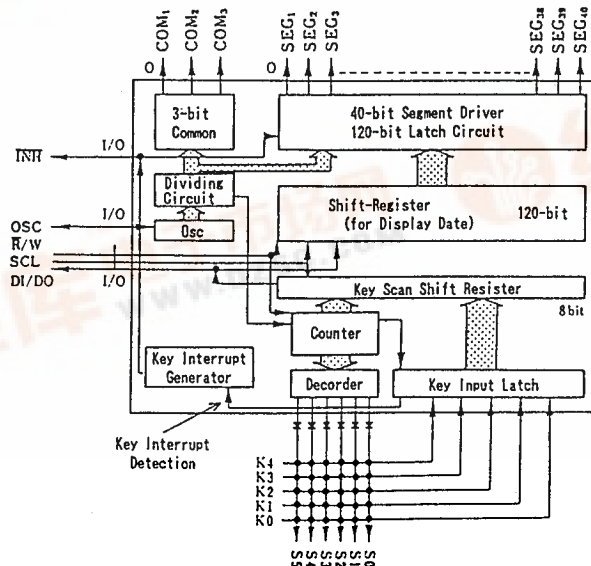 COM1 COM2 COM3 SEG1 SEG2 SEG3 SEG38 SEG39 SEG40
O O
3-bit
Common
40-bit Segment Driver
120-bit Latch Circuit
INH I/O
Dividing
Circuit
Shift-Register
(for Display Date)
120-bit
OSC I/O
Osc
R/W
SCL
DI/DO I/O
Key Scan Shift Register
8bit
Counter
Key Interrupt
Generator
Decorder
Key Input Latch
Key Interrupt
Detection
K4
K3
K2
K1
K0
S5 S4 S3 S2 S1 S0